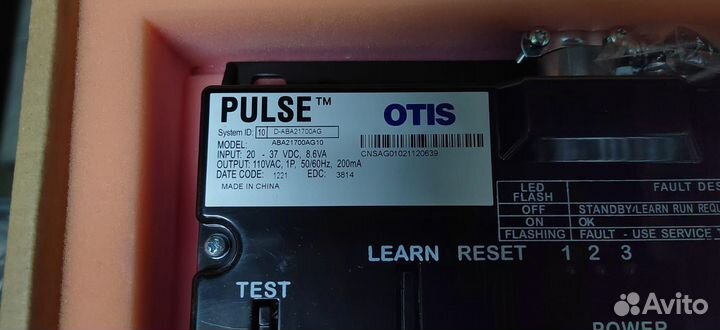 PULSE™
OTIS
System ID: 10 D-ABA21700AG
MODEL: ABA21700AG10
INPUT: 20 - 37 VDC, 8.6VA
OUTPUT: 110VAC, 1P, 50/60Hz, 200mA
DATE CODE: 1221 EDC: 3814
MADE IN CHINA
CNSAG01021120639
LED FLASH FAULT DES
OFF STANDBY/LEARN RUN REQU
ON OK
FLASHING FAULT - USE SERVICE T
LEARN RESET 1 2 3
TEST
POWER
Avito